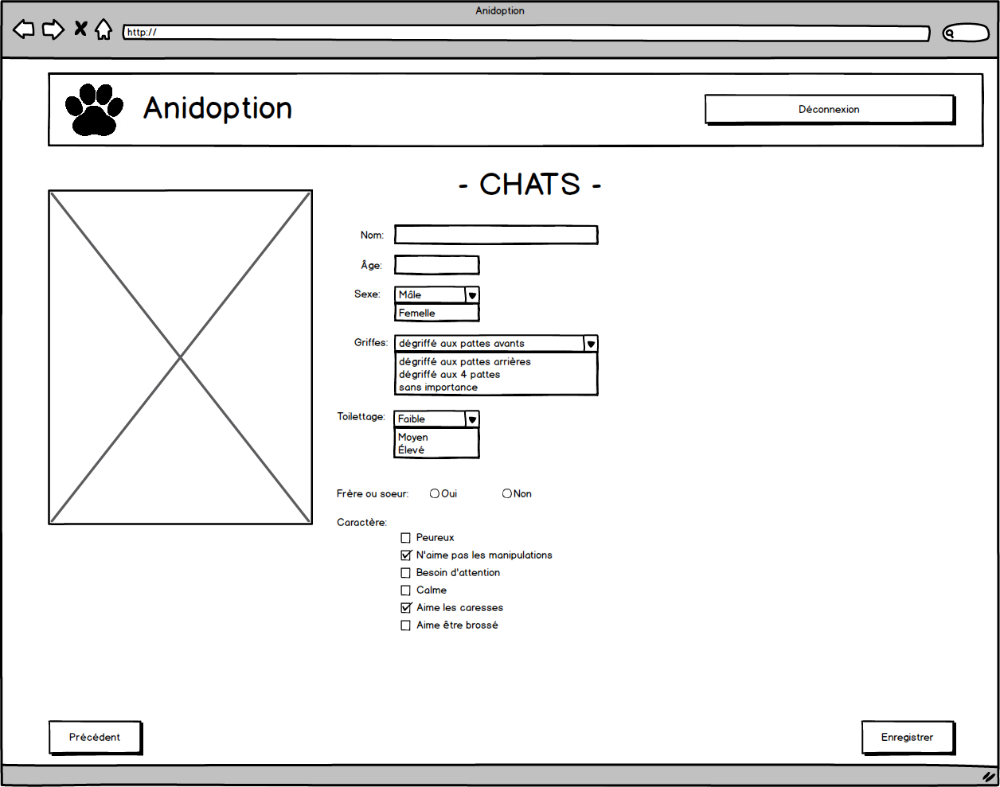 Anidoption
http://
Anidoption
Déconnexion
- CHATS -
Nom:
Âge:
Sexe: Mâle
Femelle
Griffes: dégriffé aux pattes avants
dégriffé aux pattes arrières
dégriffé aux 4 pattes
sans importance
Toilettage: Faible
Moyen
Élevé
Frère ou soeur: Oui Non
Caractère:
Peureux
N'aime pas les manipulations
Besoin d'attention
Calme
Aime les caresses
Aime être brossé
Précédent Enregistrer